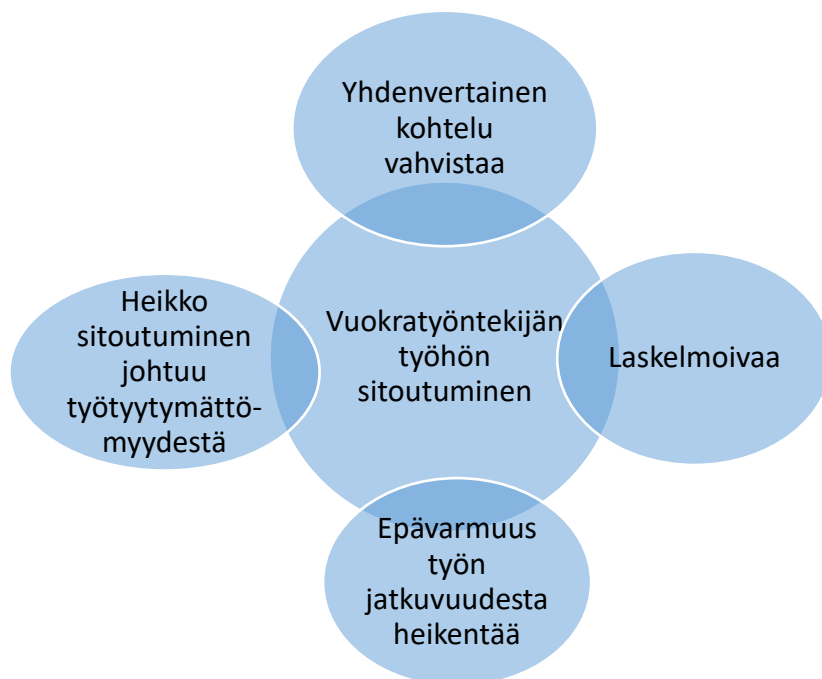 Yhdenvertainen
kohtelu
vahvistaa
Heikko
sitoutuminen
johtuu
työtyytymättö-
myydestä
Vuokratyöntekijän
työhön
sitoutuminen
Laskelmoivaa
Epävarmuus
työn
jatkuvuudesta
heikentää